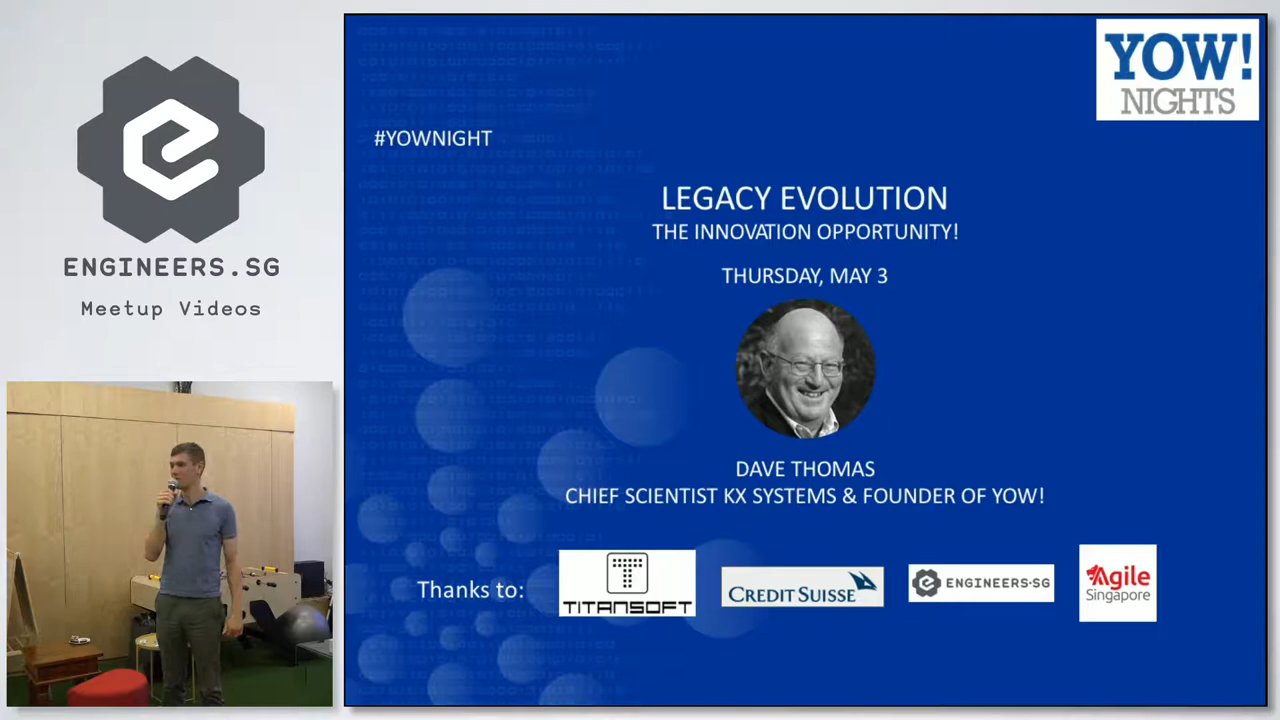 ENGINEERS.SG
Meetup Videos
YOW!
NIGHTS
#YOWNIGHT
LEGACY EVOLUTION
THE INNOVATION OPPORTUNITY!
THURSDAY, MAY 3
DAVE THOMAS
CHIEF SCIENTIST KX SYSTEMS & FOUNDER OF YOW!
Thanks to:
TITANSOFT
CREDIT SUISSE
ENGINEERS.SG
Agile
Singapore